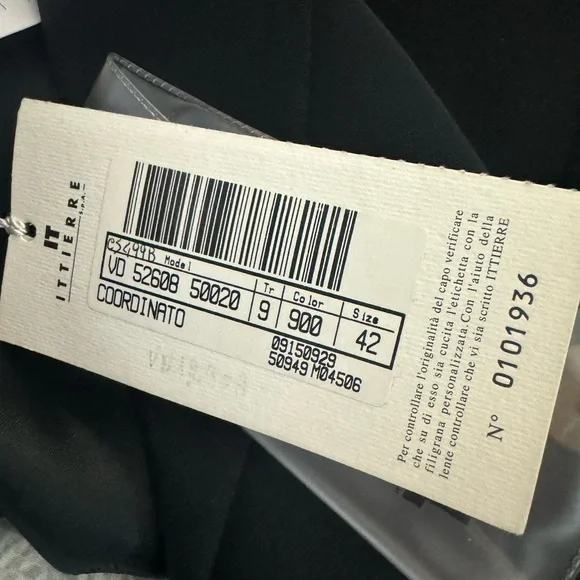 IT
ITTIERRE
S.p.A.
Model
VD 52608 50020
Tr
9
Color
900
Size
42
COORDINATO
09150929
50949 M04506
Per controllare l'originalità del capo verificare
che su di esso sia cucita l'etichetta con la
filigrana personalizzata.Con l'aiuto della
lente controllare che vi sia scritto ITTIERRE
N° 0101936